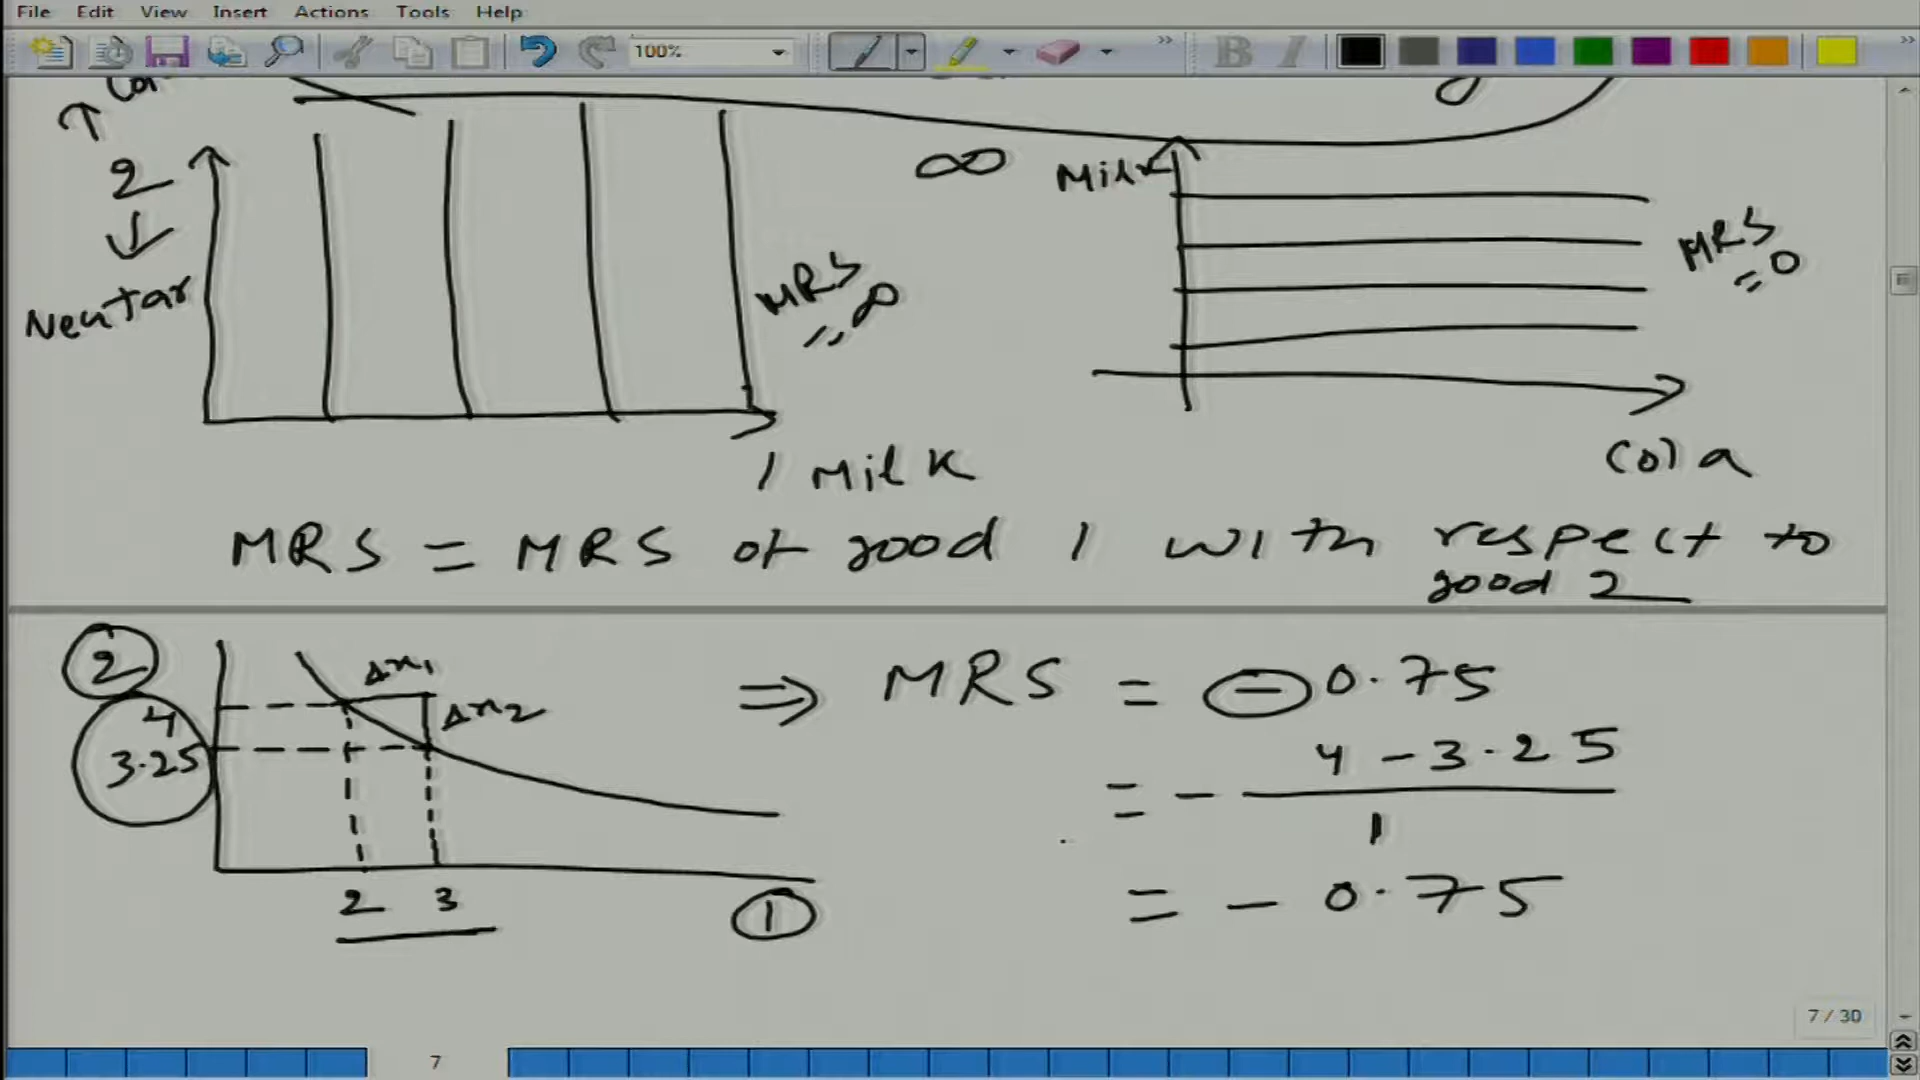 File Edit View Insert Actions Tools Help
100%
B I
2
Neutar
MRS
= ∞
∞
Milk
MRS
= 0
1 Milk
Cola
MRS = MRS of good 1 with respect to
good 2
2
4
3.25
Δx1
Δx2
2 3
1
⇒ MRS = - 0.75
= - 4 - 3.25
1
= - 0.75
7 / 30
7